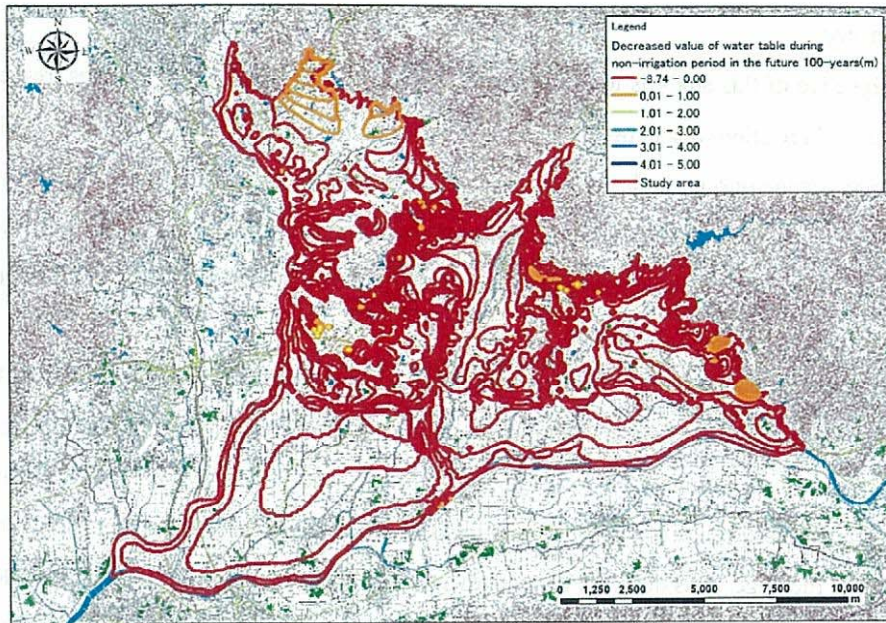 N
W
Legend
Decreased value of water table during
non-irrigation period in the future 100-years(m)
-8.74 - 0.00
0.01 - 1.00
1.01 - 2.00
2.01 - 3.00
3.01 - 4.00
4.01 - 5.00
Study area
0 1,250 2,500 5,000 7,500 10,000
m